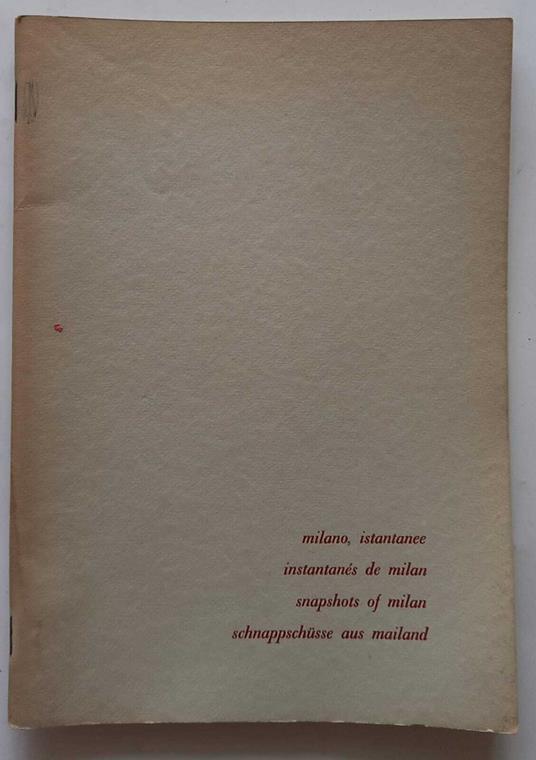 milano, istantanee
instantanés de milan
snapshots of milan
schnappschüsse aus mailand